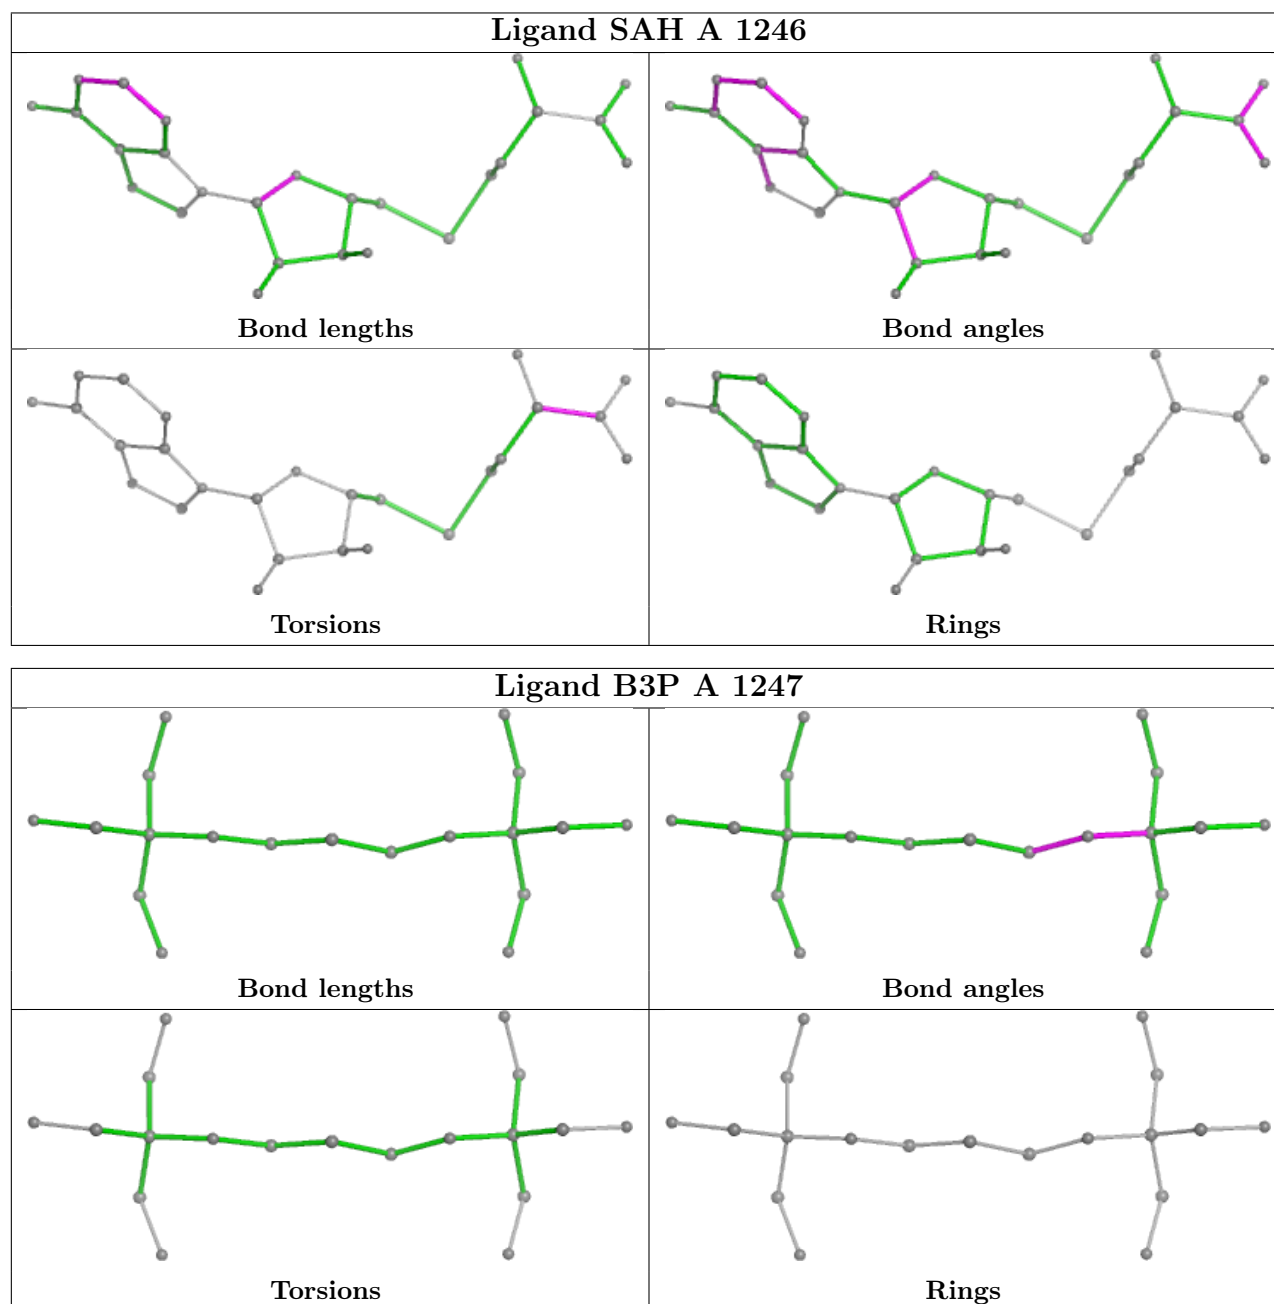 Ligand SAH A 1246
Bond lengths
Bond angles
Torsions
Rings
Ligand B3P A 1247
Bond lengths
Bond angles
Torsions
Rings